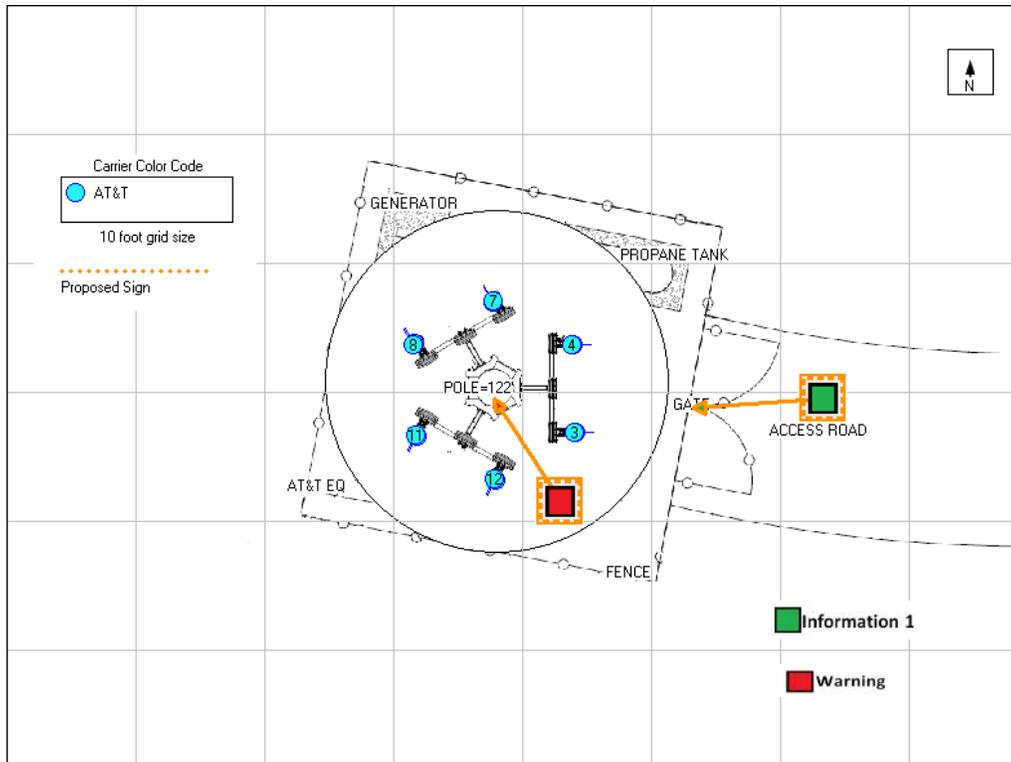 N
Carrier Color Code
AT&T
10 foot grid size
Proposed Sign
GENERATOR
PROPANE TANK
7
8
4
POLE=122'
GATE
ACCESS ROAD
11
3
12
AT&T EQ
FENCE
Information 1
Warning